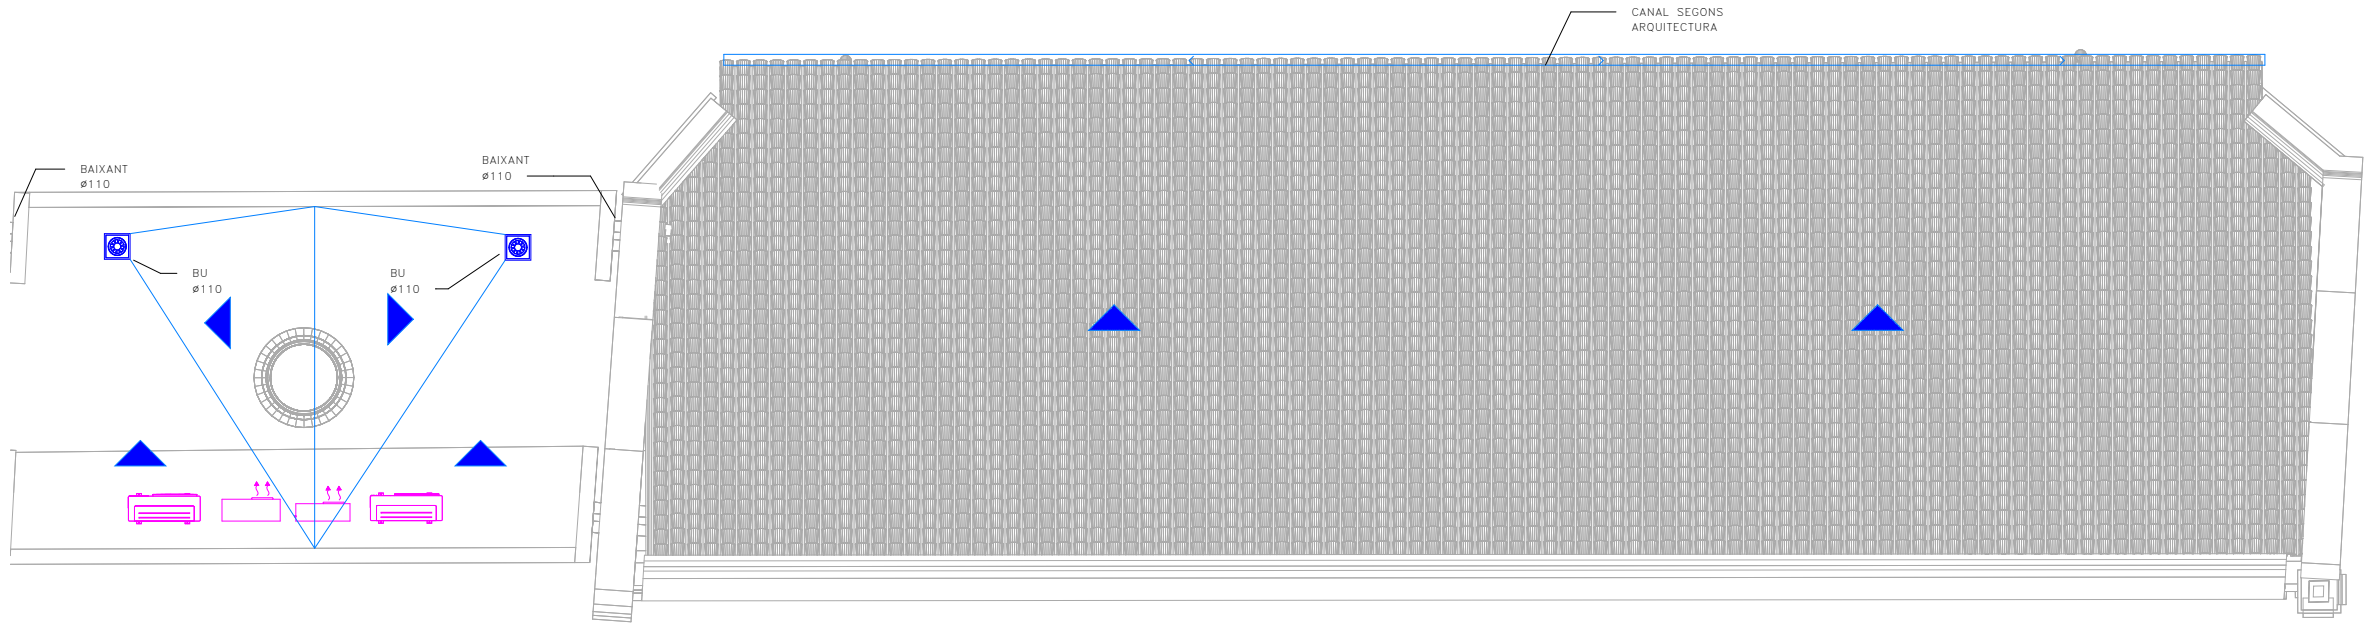 CANAL SEGONS
ARQUITECTURA
BAIXANT
ø110
BAIXANT
ø110
BU
ø110
BU
ø110